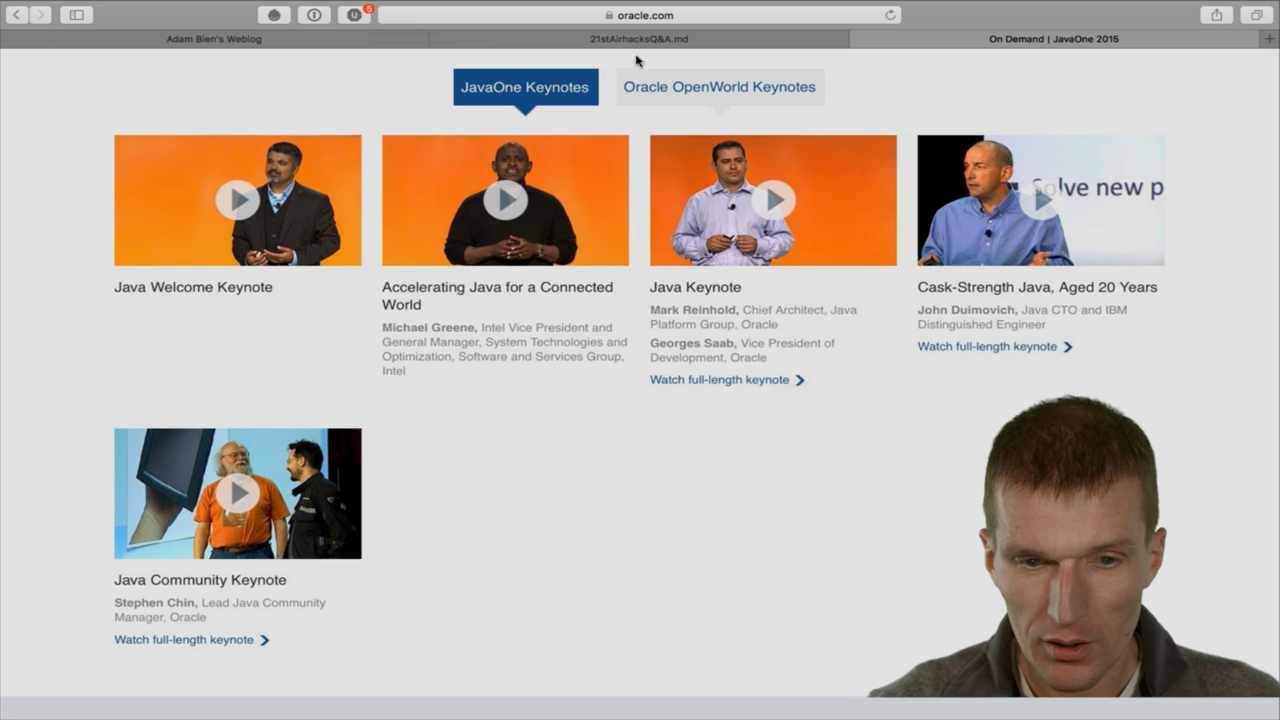 5
oracle.com
Adam Bien's Weblog
21stAirhacksQ&A.md
On Demand | JavaOne 2015
JavaOne Keynotes
Oracle OpenWorld Keynotes
Solve new p
Java Welcome Keynote
Accelerating Java for a Connected
World
Michael Greene, Intel Vice President and
General Manager, System Technologies and
Optimization, Software and Services Group,
Intel
Java Keynote
Mark Reinhold, Chief Architect, Java
Platform Group, Oracle
Georges Saab, Vice President of
Development, Oracle
Watch full-length keynote
Cask-Strength Java, Aged 20 Years
John Duimovich, Java CTO and IBM
Distinguished Engineer
Watch full-length keynote
Java Community Keynote
Stephen Chin, Lead Java Community
Manager, Oracle
Watch full-length keynote